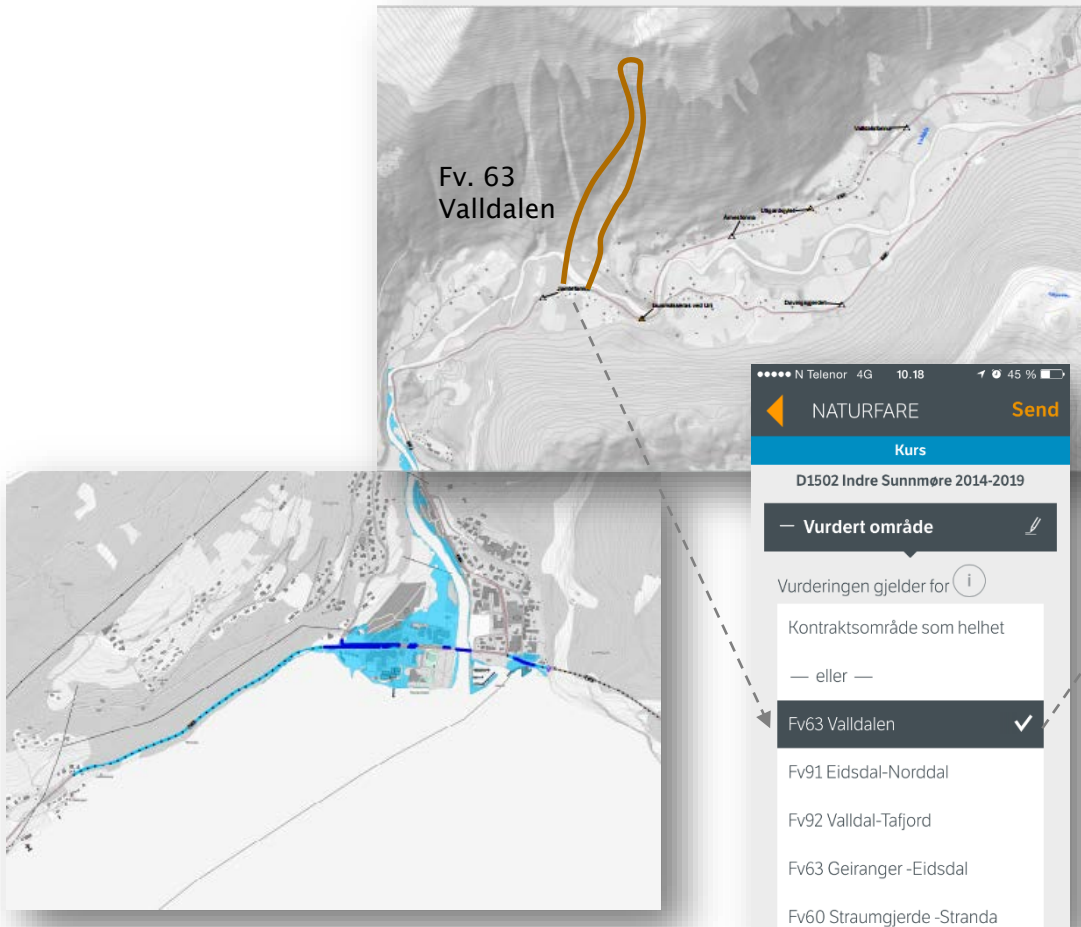 Fv. 63
Valldalen
N Telenor 4G 10.18 45 %
NATURFARE Send
Kurs
D1502 Indre Sunnmøre 2014-2019
— Vurdert område
Vurderingen gjelder for i
Kontraktsområde som helhet
— eller —
Fv63 Valldalen
Fv91 Eidsdal-Norddal
Fv92 Valldal-Tafjord
Fv63 Geiranger -Eidsdal
Fv60 Straumgjerde -Stranda